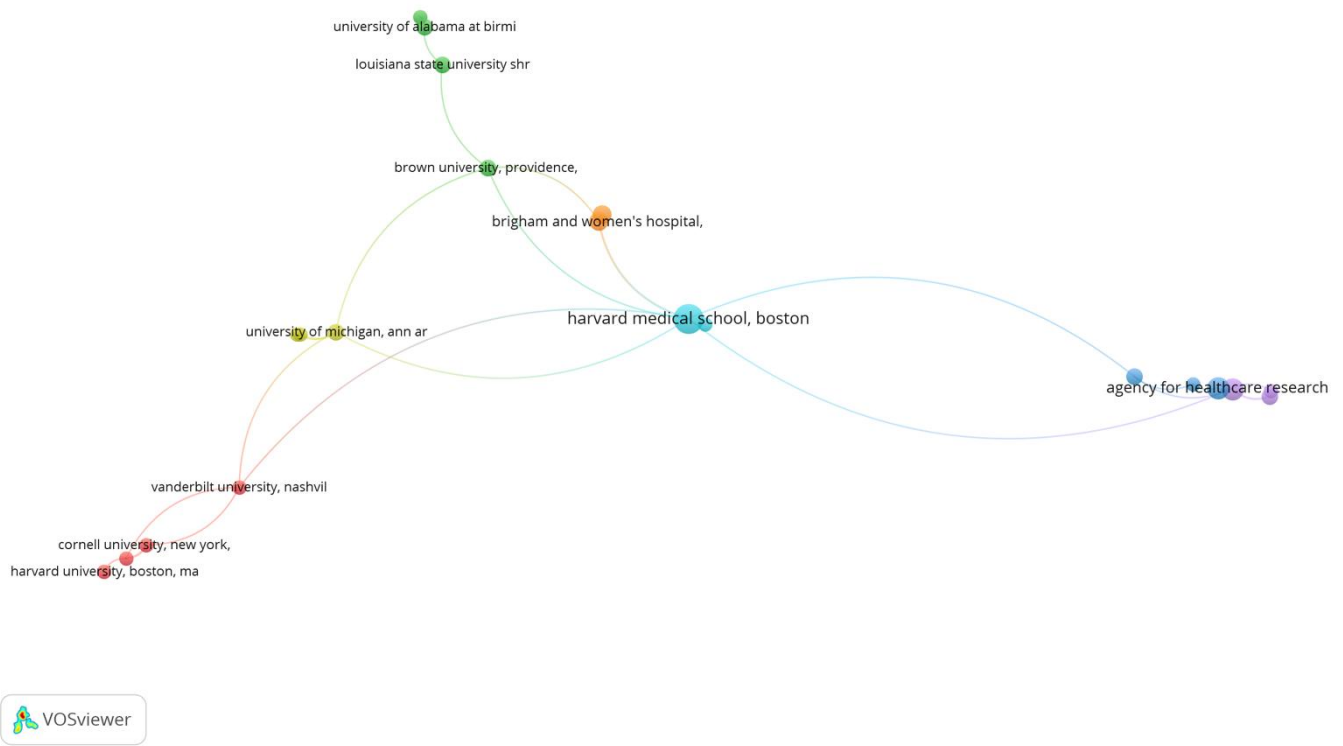 university of alabama at birmi
louisiana state university shr
brown university, providence,
brigham and women's hospital,
harvard medical school, boston
university of michigan, ann ar
agency for healthcare research
vanderbilt university, nashvil
cornell university, new york,
harvard university, boston, ma
VOSviewer